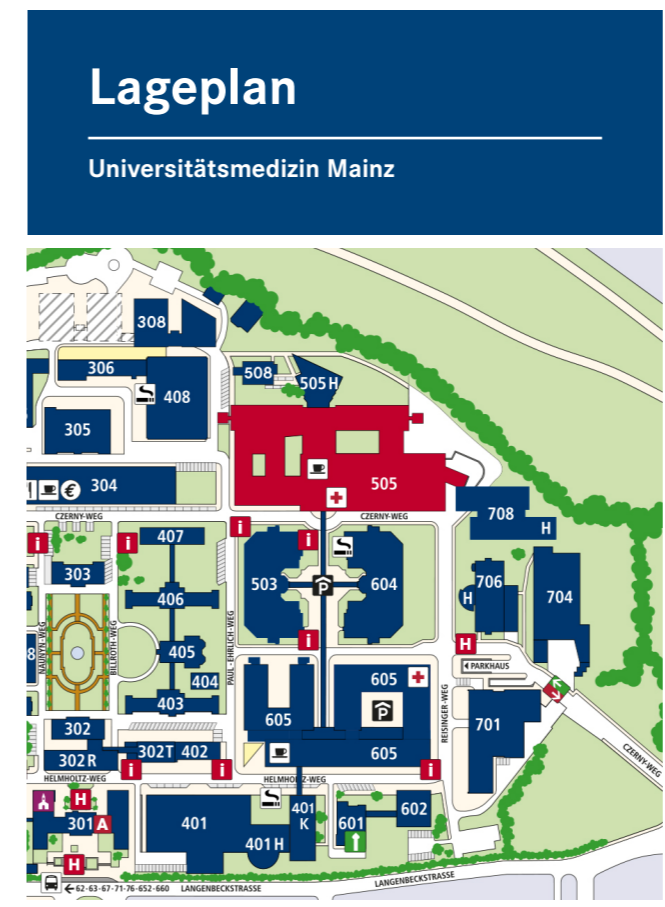 Lageplan
Universitätsmedizin Mainz
308
306
408
508
505 H
305
505
304
€
CZERNY-WEG
CZERNY-WEG
708
H
407
i
i
i
i
303
503
604
706
H
704
406
P
NAUNYN-WEG
BILLROTH-WEG
PAUL-EHRLICH-WEG
8
405
i
H
PARKHAUS
404
605
605
403
P
REISINGER-WEG
701
302
302 R
302T
402
605
CZERNY-WEG
i
i
i
HELMHOLTZ-WEG
HELMHOLTZ-WEG
H
301
A
401
401
K
401 H
601
602
H
62-63-67-71-76-652-660
LANGENBECKSTRASSE
LANGENBECKSTRASSE